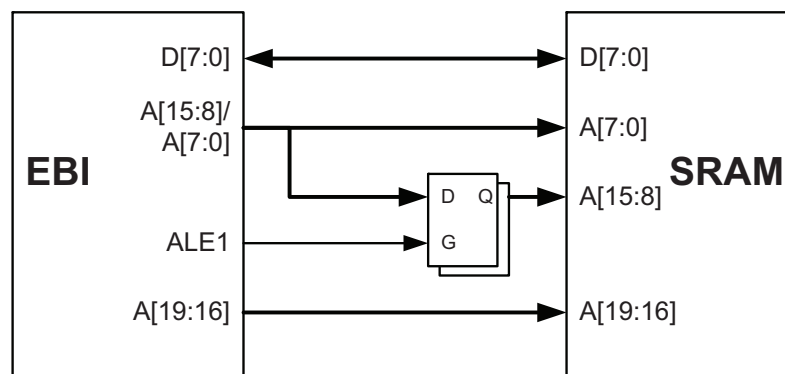 D[7:0]
D[7:0]
A[15:8]/
A[7:0]
A[7:0]
EBI
SRAM
D
Q
A[15:8]
ALE1
G
A[19:16]
A[19:16]